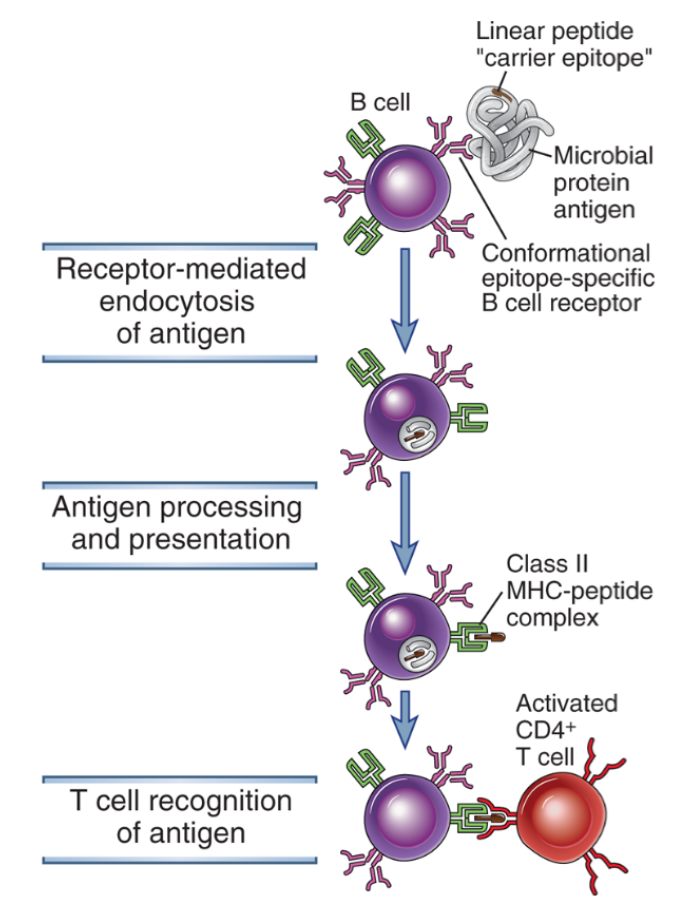 Linear peptide
"carrier epitope"
B cell
Microbial
protein
antigen
Conformational
epitope-specific
B cell receptor
Receptor-mediated
endocytosis
of antigen
Antigen processing
and presentation
Class II
MHC-peptide
complex
Activated
CD4+
T cell
T cell recognition
of antigen